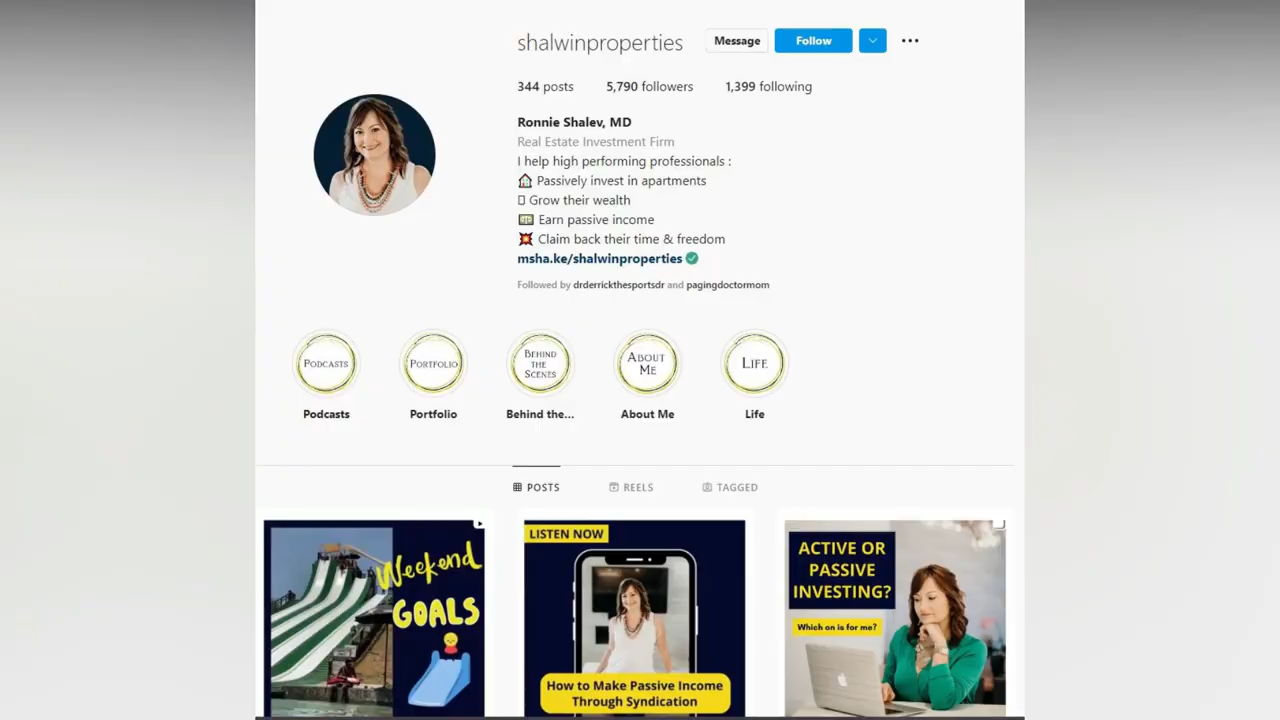 shalwinproperties Message Follow
344 posts 5,790 followers 1,399 following
Ronnie Shalev, MD
Real Estate Investment Firm
I help high performing professionals :
Passively invest in apartments
Grow their wealth
Earn passive income
Claim back their time & freedom
msha.ke/shalwinproperties
Followed by drderrickthesportsdr and pagingdoctormom
PODCASTS
PORTFOLIO
BEHIND
THE
SCENES
ABOUT
ME
LIFE
Podcasts Portfolio Behind the... About Me Life
POSTS REELS TAGGED
Weekend
GOALS
LISTEN NOW
How to Make Passive Income
Through Syndication
ACTIVE OR
PASSIVE
INVESTING?
Which on is for me?